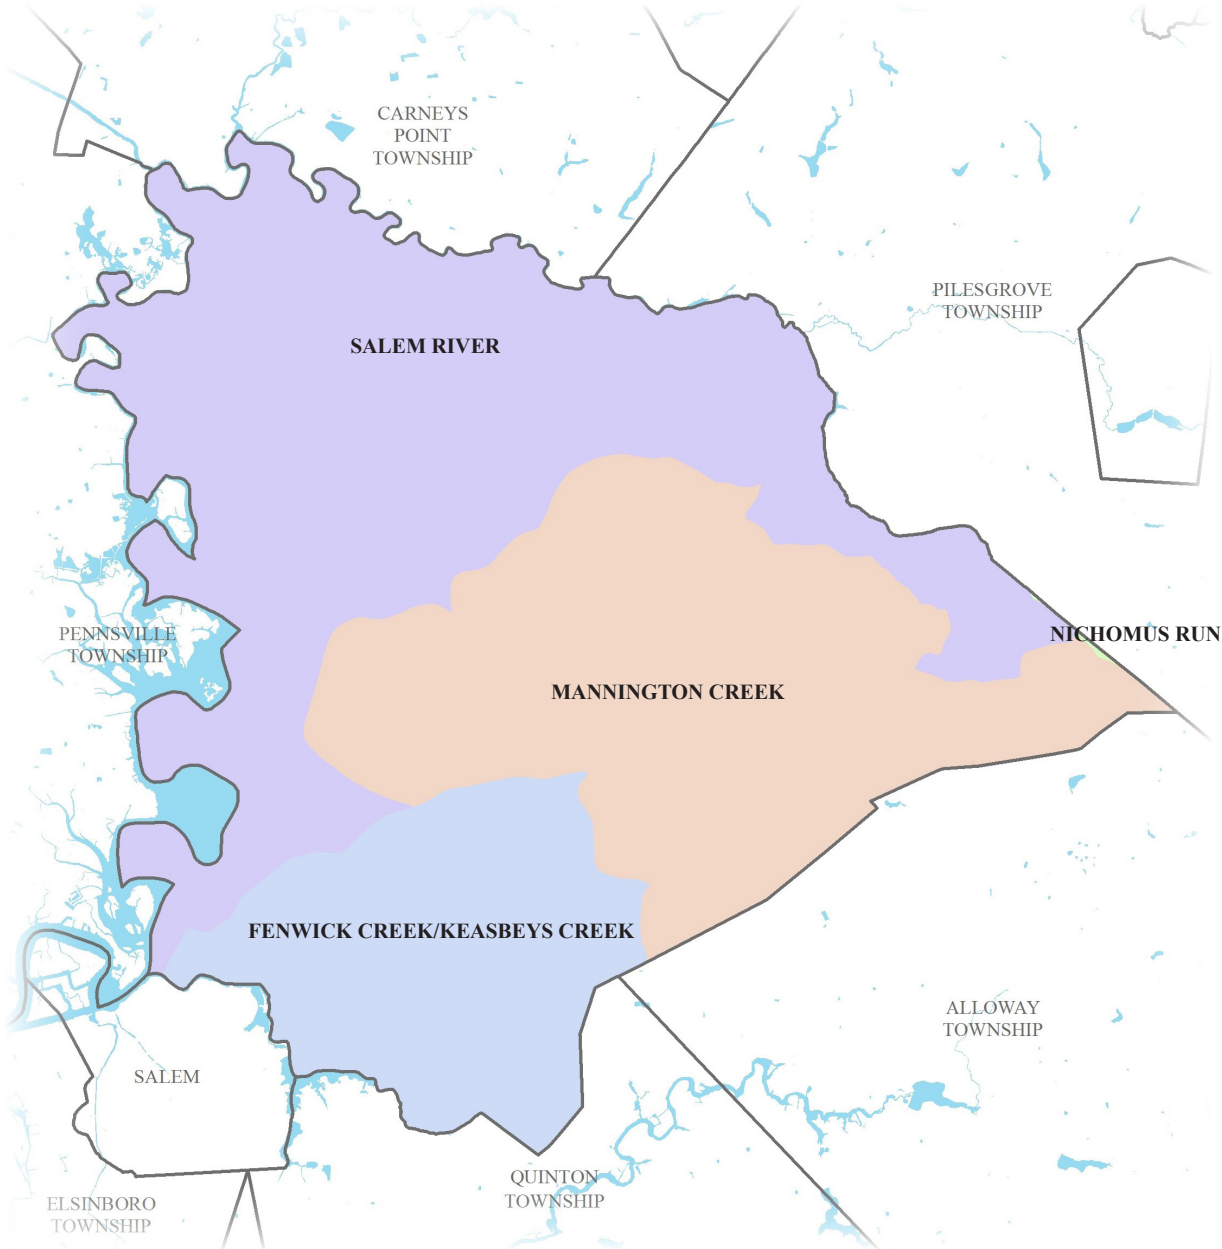 CARNEYS
POINT
TOWNSHIP
PILESGROVE
TOWNSHIP
SALEM RIVER
PENNSVILLE
TOWNSHIP
NICHOMUS RUN
MANNINGTON CREEK
FENWICK CREEK/KEASBEYS CREEK
ALLOWAY
TOWNSHIP
SALEM
QUINTON
TOWNSHIP
ELSINBORO
TOWNSHIP